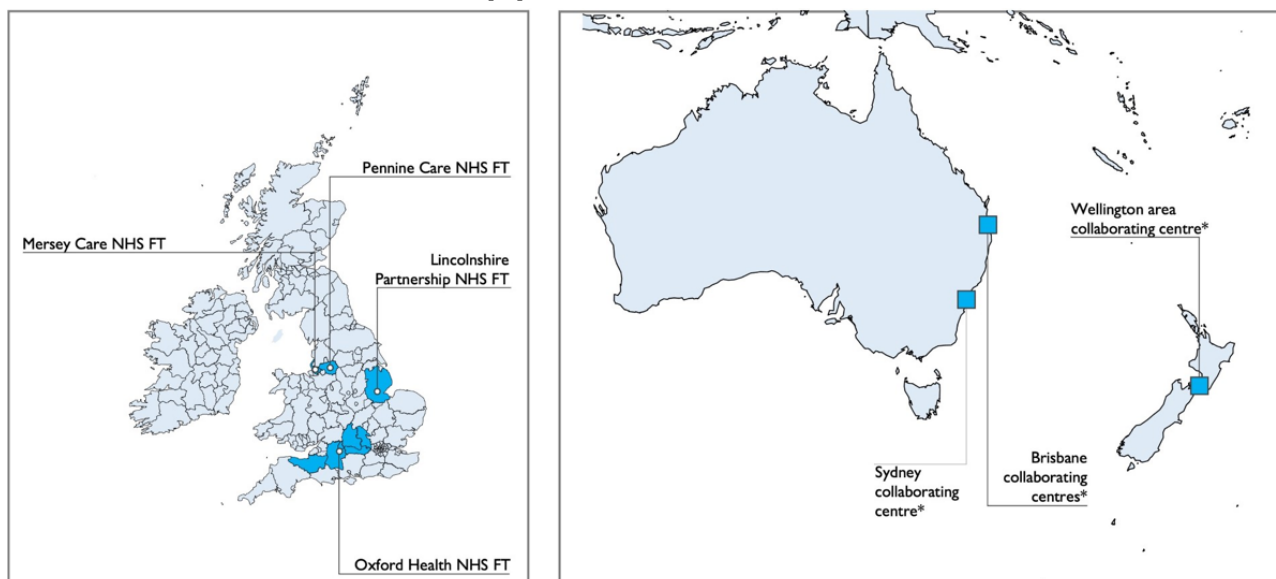 Pennine Care NHS FT
Mersey Care NHS FT
Lincolnshire
Partnership NHS FT
Oxford Health NHS FT
Wellington area
collaborating centre*
Sydney
collaborating
centre*
Brisbane
collaborating
centres*